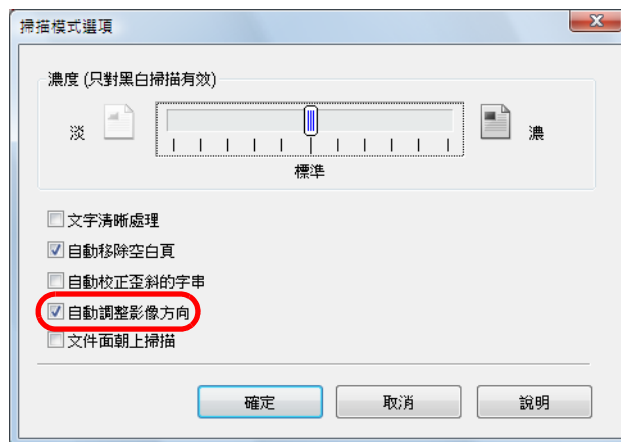 掃描模式選項
濃度 (只對黑白掃描有效)
淡
濃
標準
文字清晰處理
自動移除空白頁
自動校正歪斜的字串
自動調整影像方向
文件面朝上掃描
確定
取消
說明